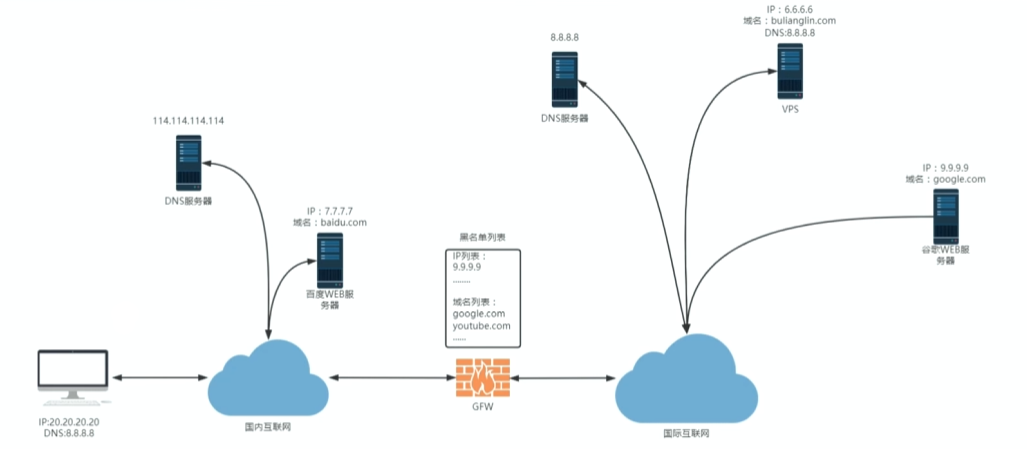 IP：6.6.6.6
域名：bulianglin.com
DNS:8.8.8.8
VPS
8.8.8.8
DNS服务器
114.114.114.114
DNS服务器
IP：9.9.9.9
域名：google.com
谷歌WEB服
务器
IP：7.7.7.7
域名：baidu.com
百度WEB服
务器
黑名单列表
IP列表：
9.9.9.9
........
域名列表：
google.com
youtube.com
......
GFW
IP:20.20.20.20
DNS:8.8.8.8
国内互联网
国际互联网